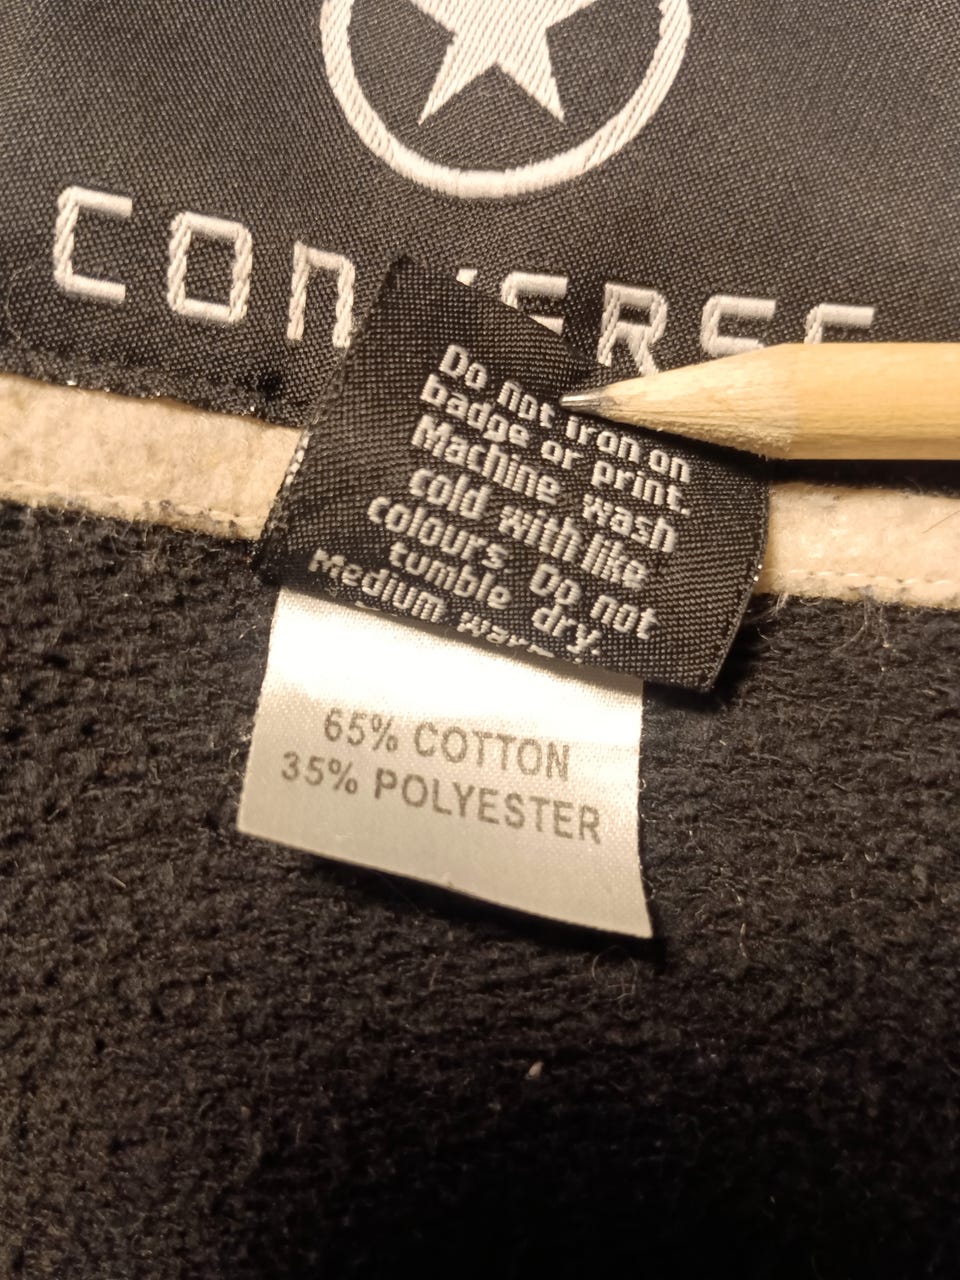 CONVERSE
Do not iron on
badge or print.
Machine wash
cold with like
colours. Do not
tumble dry.
Medium
65% COTTON
35% POLYESTER